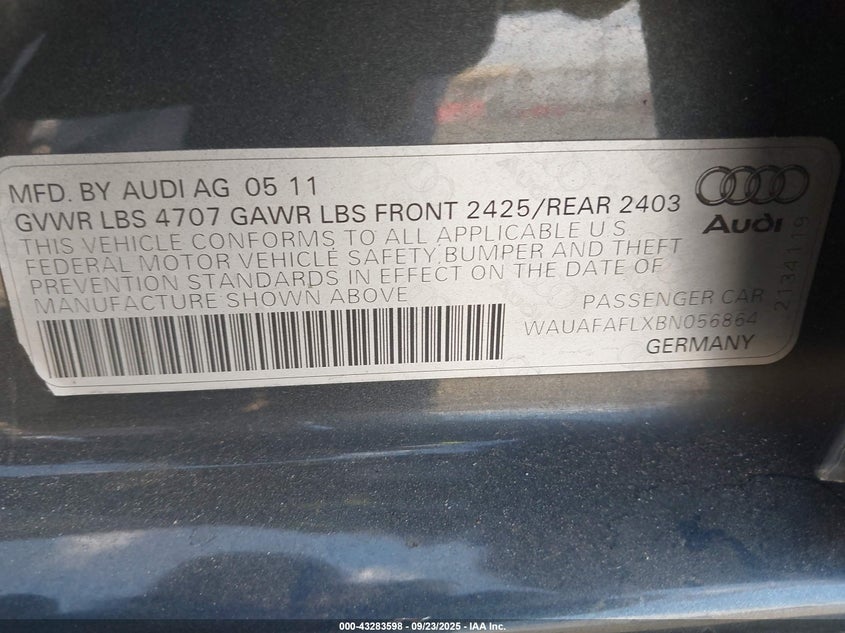 MFD. BY AUDI AG 05 11
GVWR LBS 4707 GAWR LBS FRONT 2425/REAR 2403
THIS VEHICLE CONFORMS TO ALL APPLICABLE U S
FEDERAL MOTOR VEHICLE SAFETY,BUMPER AND THEFT
PREVENTION STANDARDS IN EFFECT ON THE DATE OF
MANUFACTURE SHOWN ABOVE
PASSENGER CAR
WAUAFAFLXBN056864
GERMANY
Audi
2134119
000-43283598 - 09/23/2025 - IAA Inc.